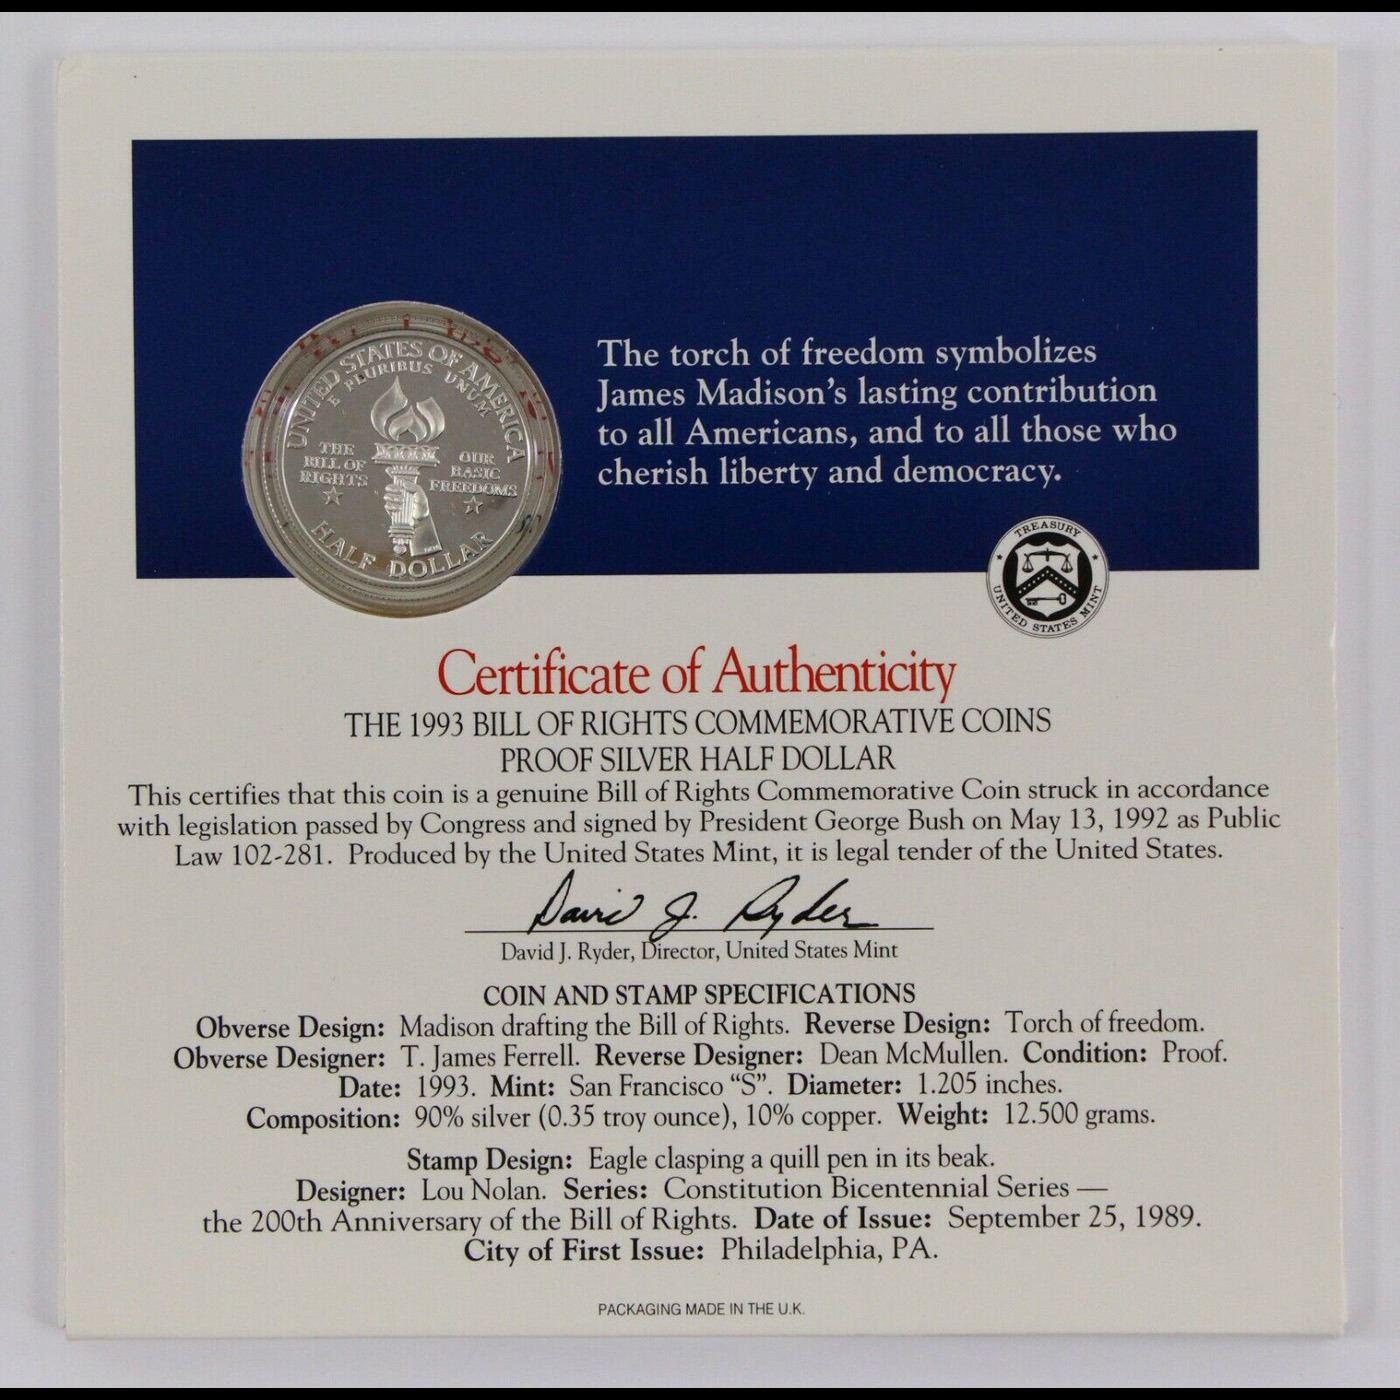 UNITED STATES OF AMERICA
E PLURIBUS UNUM
THE
BILL OF
RIGHTS
OUR
BASIC
FREEDOMS
HALF DOLLAR
The torch of freedom symbolizes
James Madison's lasting contribution
to all Americans, and to all those who
cherish liberty and democracy.
TREASURY
UNITED STATES MINT
Certificate of Authenticity
THE 1993 BILL OF RIGHTS COMMEMORATIVE COINS
PROOF SILVER HALF DOLLAR
This certifies that this coin is a genuine Bill of Rights Commemorative Coin struck in accordance
with legislation passed by Congress and signed by President George Bush on May 13, 1992 as Public
Law 102-281. Produced by the United States Mint, it is legal tender of the United States.
David J. Ryder
David J. Ryder, Director, United States Mint
COIN AND STAMP SPECIFICATIONS
Obverse Design: Madison drafting the Bill of Rights. Reverse Design: Torch of freedom.
Obverse Designer: T. James Ferrell. Reverse Designer: Dean McMullen. Condition: Proof.
Date: 1993. Mint: San Francisco “S”. Diameter: 1.205 inches.
Composition: 90% silver (0.35 troy ounce), 10% copper. Weight: 12.500 grams.
Stamp Design: Eagle clasping a quill pen in its beak.
Designer: Lou Nolan. Series: Constitution Bicentennial Series —
the 200th Anniversary of the Bill of Rights. Date of Issue: September 25, 1989.
City of First Issue: Philadelphia, PA.
PACKAGING MADE IN THE U.K.